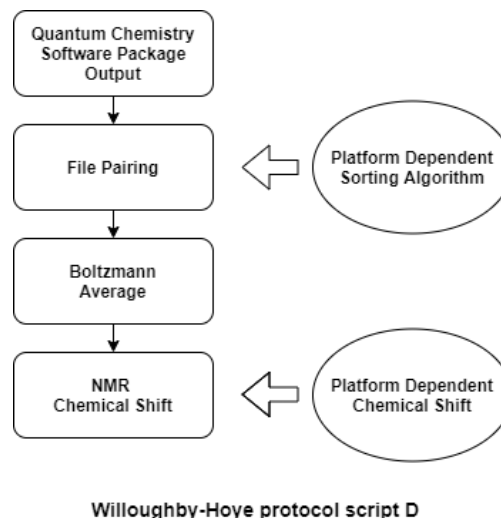 Quantum Chemistry
Software Package
Output
File Pairing
Platform Dependent
Sorting Algorithm
Boltzmann
Average
NMR
Chemical Shift
Platform Dependent
Chemical Shift
Willoughby-Hoye protocol script D